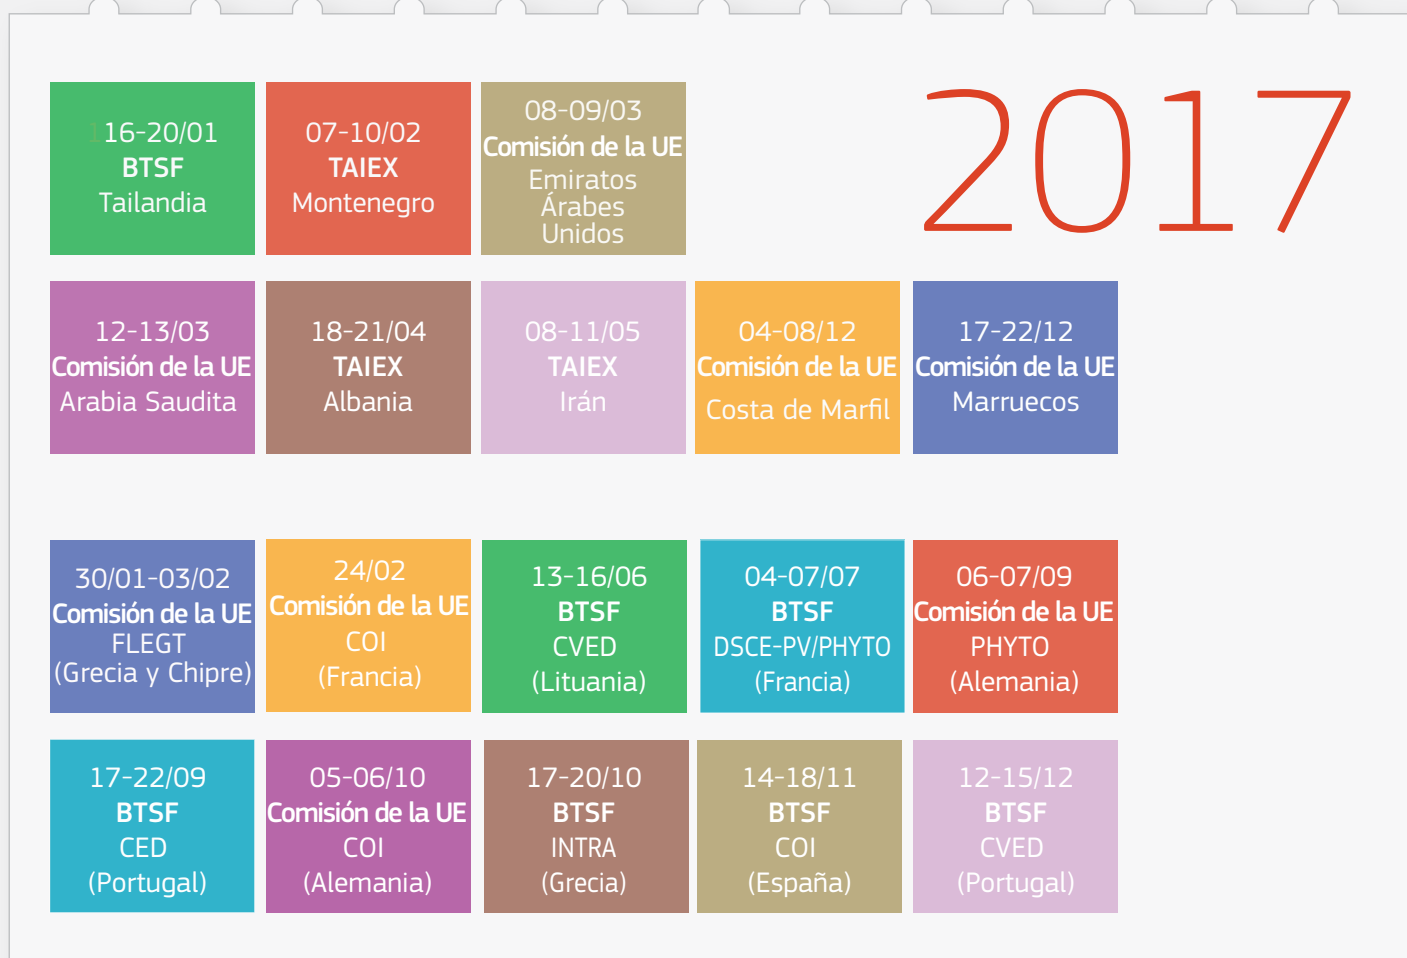 2017
116-20/01
BTSF
Tailandia
07-10/02
TAIEX
Montenegro
08-09/03
Comisión de la UE
Emiratos
Árabes
Unidos
12-13/03
Comisión de la UE
Arabia Saudita
18-21/04
TAIEX
Albania
08-11/05
TAIEX
Irán
04-08/12
Comisión de la UE
Costa de Marfil
17-22/12
Comisión de la UE
Marruecos
30/01-03/02
Comisión de la UE
FLEGT
(Grecia y Chipre)
24/02
Comisión de la UE
COI
(Francia)
13-16/06
BTSF
CVED
(Lituania)
04-07/07
BTSF
DSCE-PV/PHYTO
(Francia)
06-07/09
Comisión de la UE
PHYTO
(Alemania)
17-22/09
BTSF
CED
(Portugal)
05-06/10
Comisión de la UE
COI
(Alemania)
17-20/10
BTSF
INTRA
(Grecia)
14-18/11
BTSF
COI
(España)
12-15/12
BTSF
CVED
(Portugal)